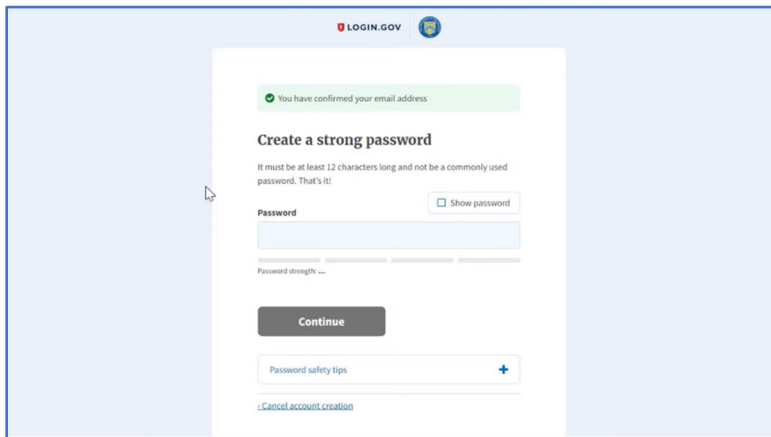 LOGIN.GOV
You have confirmed your email address
Create a strong password
It must be at least 12 characters long and not be a commonly used
password. That's it!
Show password
Password
Password strength: ...
Continue
Password safety tips
‹ Cancel account creation